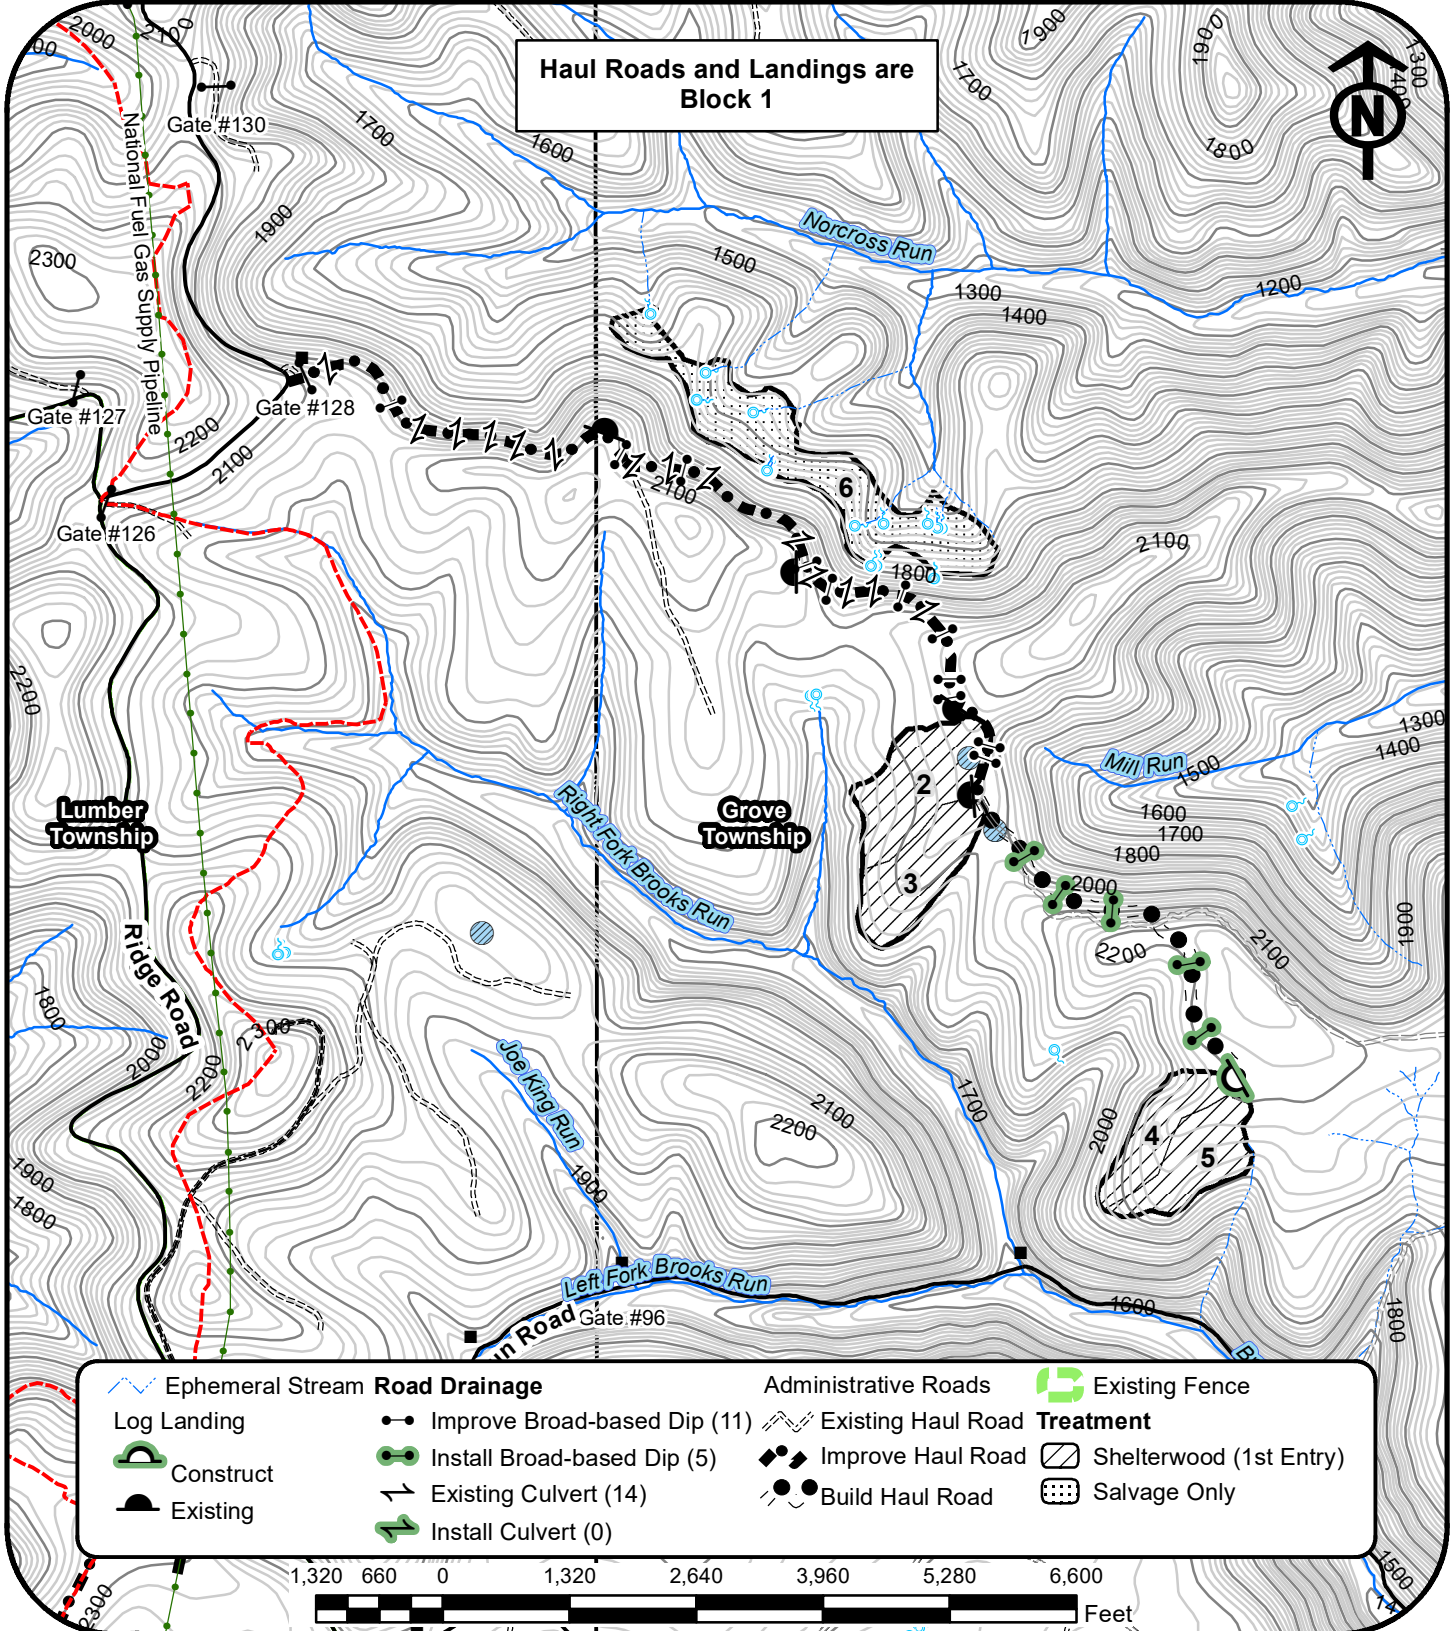 Haul Roads and Landings are
Block 1
N
2000
2100
1900
1700
1900
1300
1400
1800
Gate #130
1700
1600
National Fuel Gas Supply Pipeline
1900
Norcross Run
2300
1500
1300
1200
1400
Gate #127
Gate #128
2200
2100
2100
6
Gate #126
1800
2100
2200
1300
1400
Mill Run
1500
2
1600
1700
1800
Lumber
Township
Right Fork Brooks Run
Grove
Township
3
2000
1900
2200
2100
Ridge Road
1800
2300
2000
2200
Joe King Run
1700
2100
2200
2000
4
5
1900
1800
1900
Left Fork Brooks Run
Gate #96
un Road
1600
1800
Ephemeral Stream
Log Landing
Construct
Existing
Road Drainage
Improve Broad-based Dip (11)
Install Broad-based Dip (5)
Existing Culvert (14)
Install Culvert (0)
Administrative Roads
Existing Haul Road
Improve Haul Road
Build Haul Road
Existing Fence
Treatment
Shelterwood (1st Entry)
Salvage Only
2300
1500
1,320 660 0 1,320 2,640 3,960 5,280 6,600
Feet